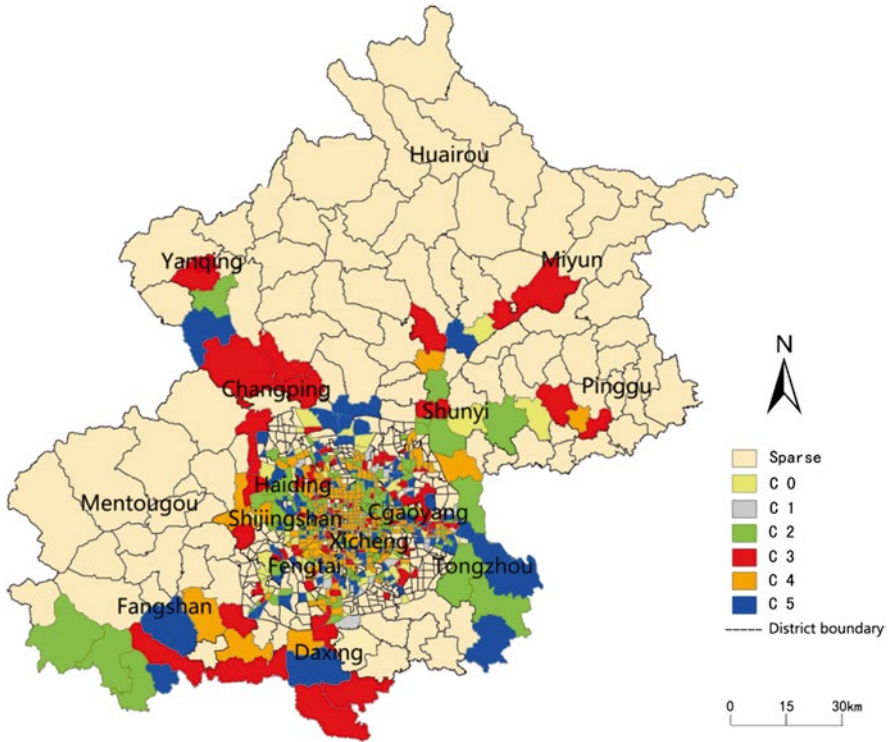 Huairou
Yanqing
Miyun
Changping
Pinggu
Shunyi
Haiding
Mentougou
Shijingshan
Cgaoyang
Xicheng
Fengtai
Tongzhou
Fangshan
Daxing
N
Sparse
C 0
C 1
C 2
C 3
C 4
C 5
District boundary
0 15 30km